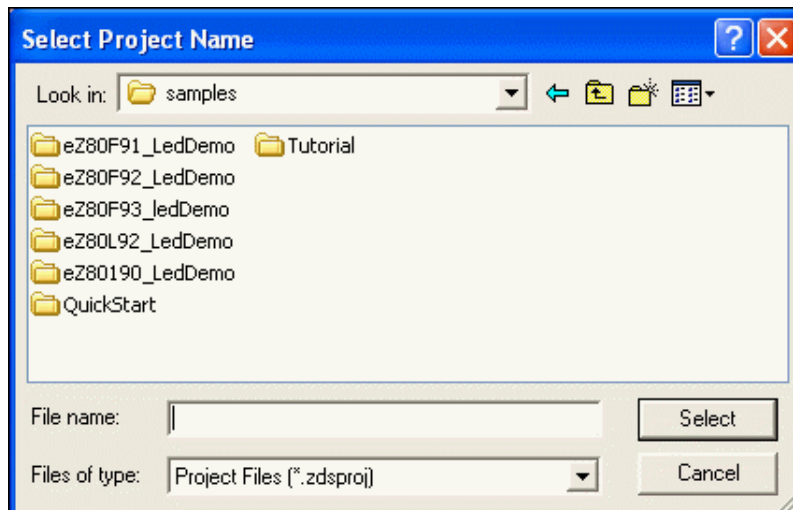 Select Project Name
Look in: samples
eZ80F91_LedDemo Tutorial
eZ80F92_LedDemo
eZ80F93_ledDemo
eZ80L92_LedDemo
eZ80190_LedDemo
QuickStart
File name: Select
Files of type: Project Files (*.zdsproj) Cancel